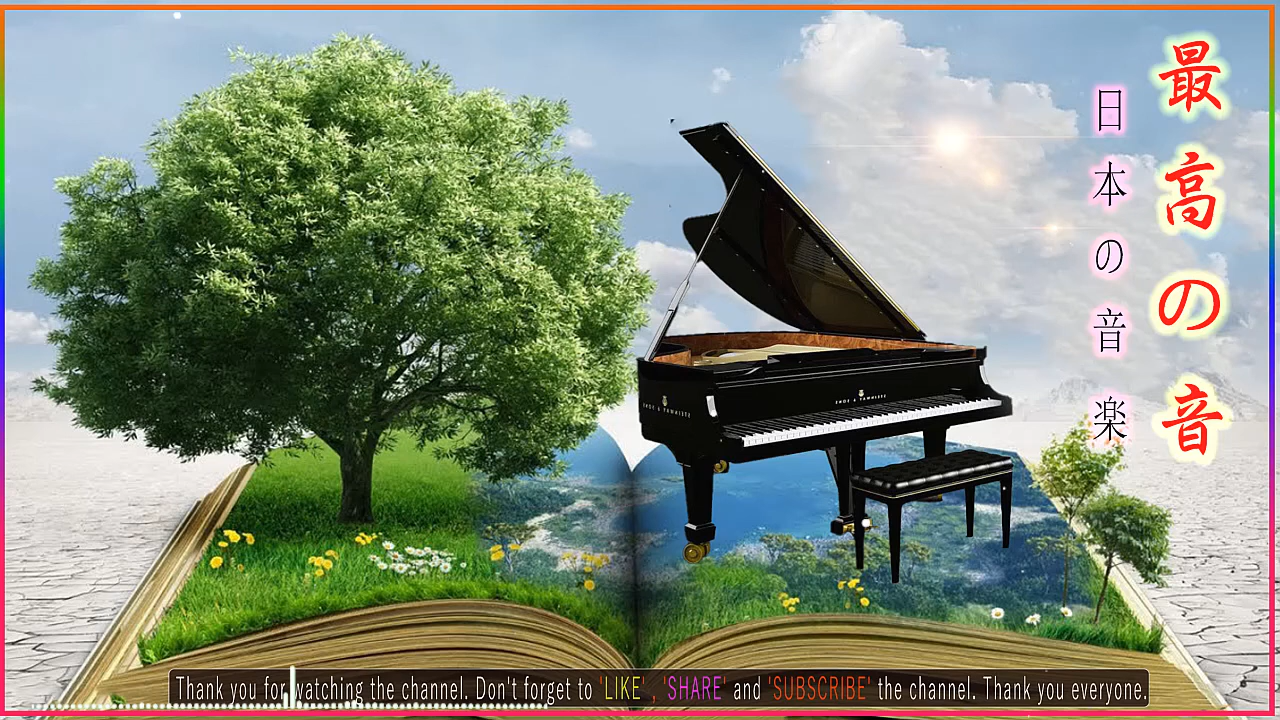 最高の音
日本の音楽
Thank you for watching the channel. Don't forget to 'LIKE' , 'SHARE' and 'SUBSCRIBE' the channel. Thank you everyone.